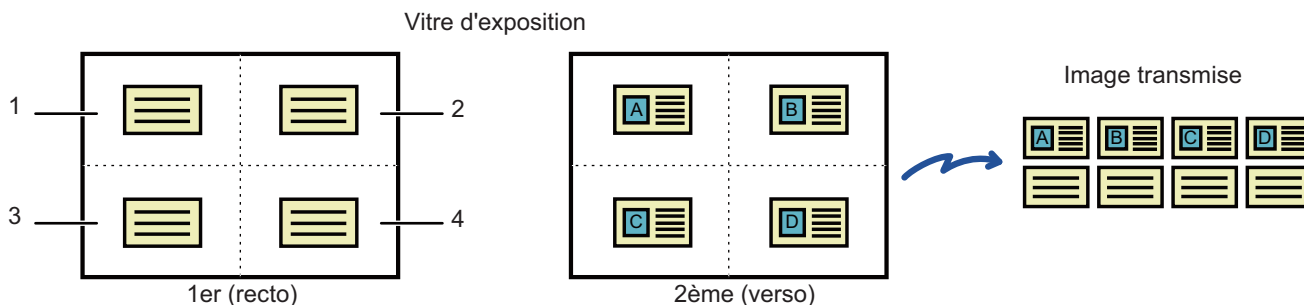 Vitre d'exposition
1
2
3
4
1er (recto)
A
B
C
D
2ème (verso)
Image transmise
A B C D